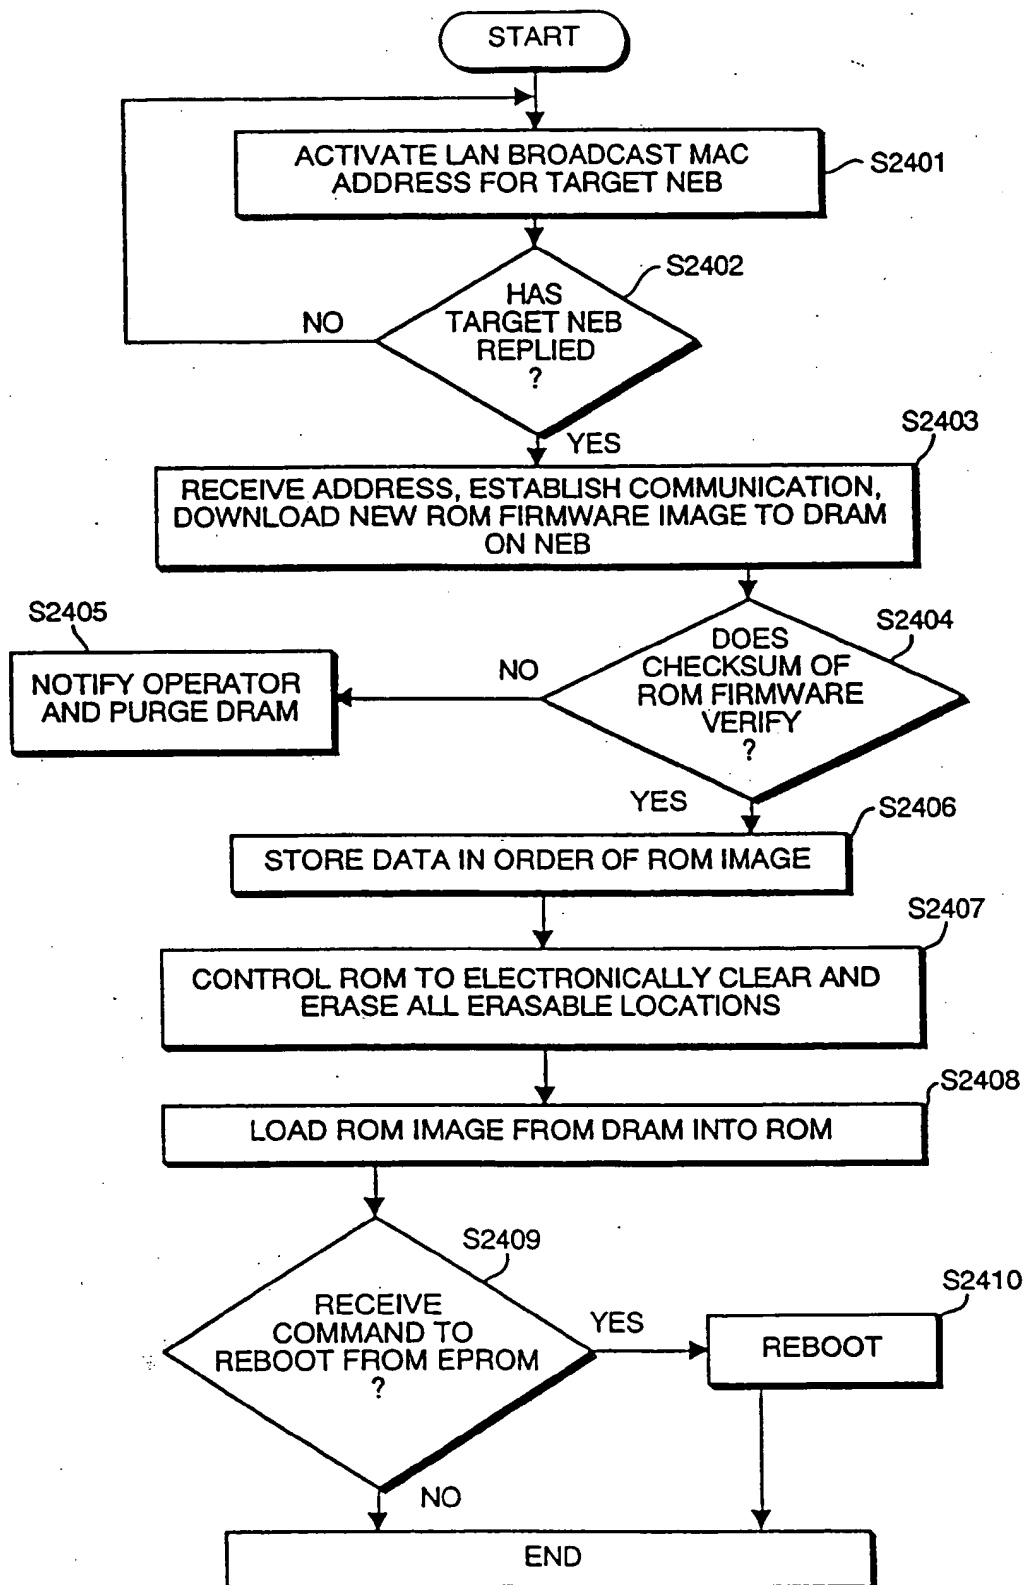 START
ACTIVATE LAN BROADCAST MAC
ADDRESS FOR TARGET NEB
S2401
S2402
HAS
TARGET NEB
REPLIED
?
NO
YES
S2403
RECEIVE ADDRESS, ESTABLISH COMMUNICATION,
DOWNLOAD NEW ROM FIRMWARE IMAGE TO DRAM
ON NEB
S2405
NOTIFY OPERATOR
AND PURGE DRAM
NO
S2404
DOES
CHECKSUM OF
ROM FIRMWARE
VERIFY
?
YES
S2406
STORE DATA IN ORDER OF ROM IMAGE
S2407
CONTROL ROM TO ELECTRONICALLY CLEAR AND
ERASE ALL ERASABLE LOCATIONS
S2408
LOAD ROM IMAGE FROM DRAM INTO ROM
S2409
RECEIVE
COMMAND TO
REBOOT FROM EPROM
?
YES
S2410
REBOOT
NO
END